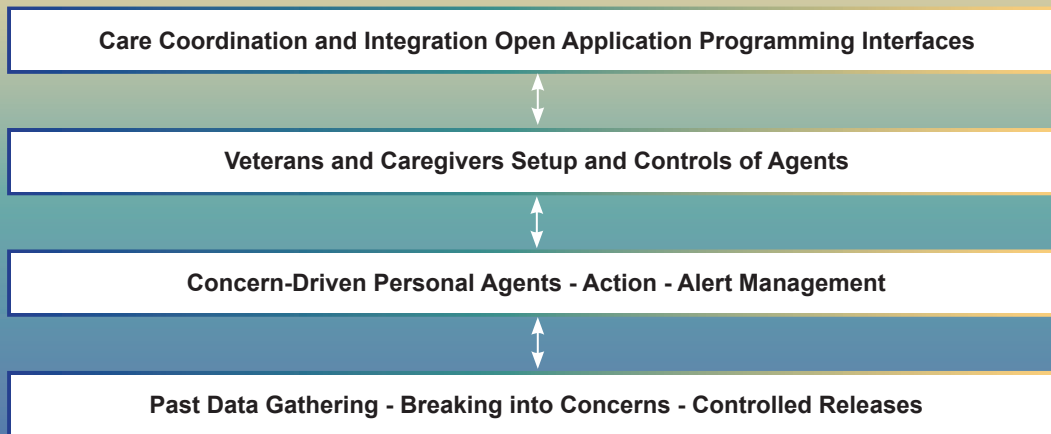 Care Coordination and Integration Open Application Programming Interfaces
Veterans and Caregivers Setup and Controls of Agents
Concern-Driven Personal Agents - Action - Alert Management
Past Data Gathering - Breaking into Concerns - Controlled Releases